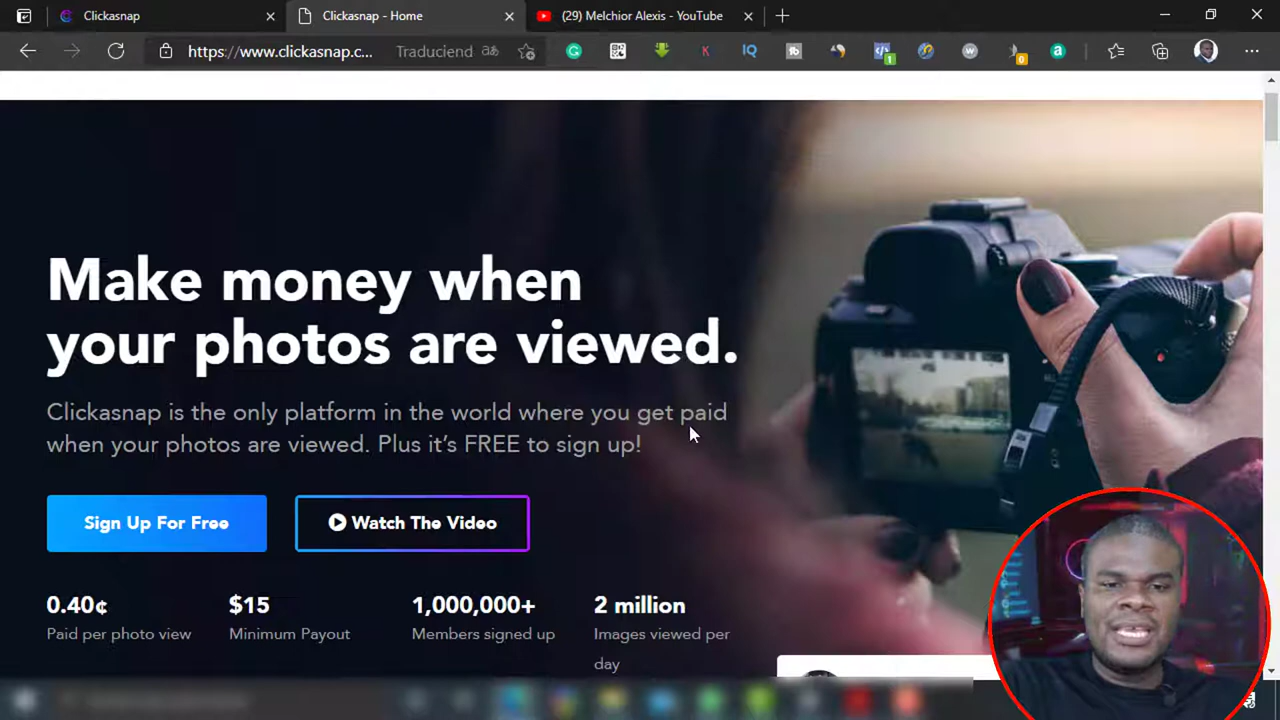 Clickasnap
Clickasnap - Home
(29) Melchior Alexis - YouTube
https://www.clickasnap.c...
Traduciend
Make money when
your photos are viewed.
Clickasnap is the only platform in the world where you get paid
when your photos are viewed. Plus it's FREE to sign up!
Sign Up For Free
Watch The Video
0.40¢
Paid per photo view
$15
Minimum Payout
1,000,000+
Members signed up
2 million
Images viewed per
day